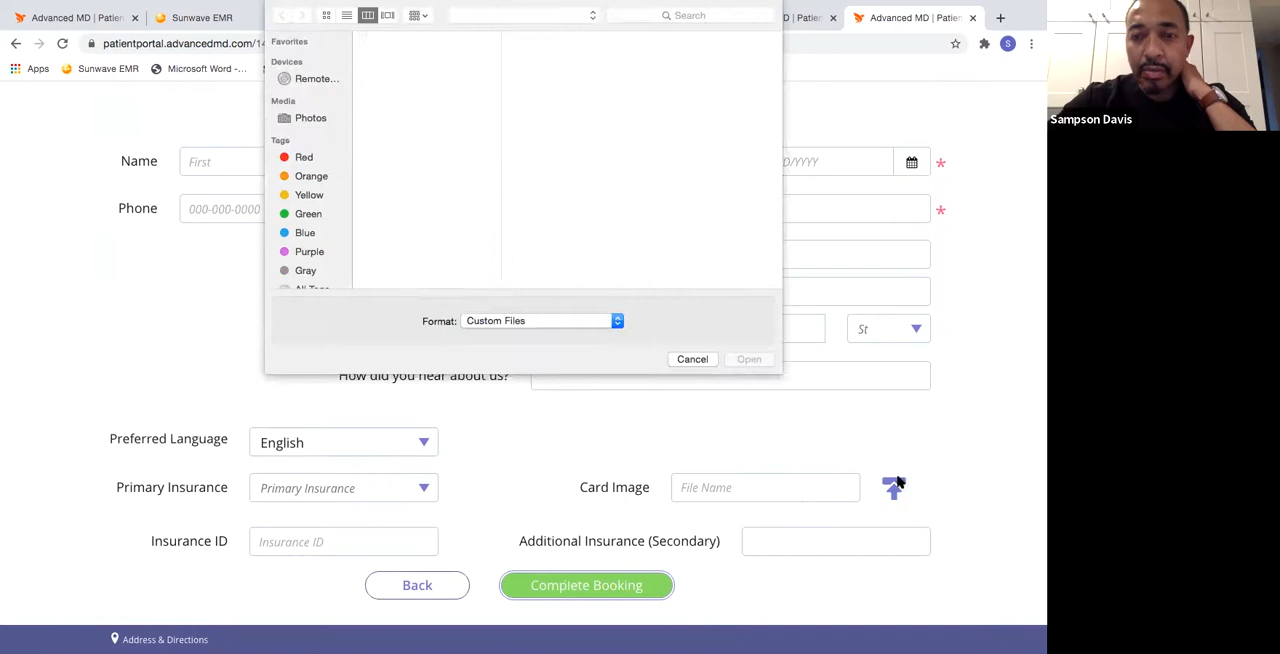 Advanced MD | Patien
Sunwave EMR
D | Patien
Advanced MD | Patien
patientportal.advancedmd.com/14
S
Apps
Sunwave EMR
Microsoft Word -...
Search
Favorites
Devices
Remote...
Media
Photos
Tags
Red
Orange
Yellow
Green
Blue
Purple
Gray
All Tags
Format: Custom Files
Cancel
Open
Sampson Davis
Name
First
D/YYYY
*
Phone
000-000-0000
*
St
How did you hear about us?
Preferred Language
English
Primary Insurance
Primary Insurance
Card Image
File Name
Insurance ID
Insurance ID
Additional Insurance (Secondary)
Back
Complete Booking
Address & Directions